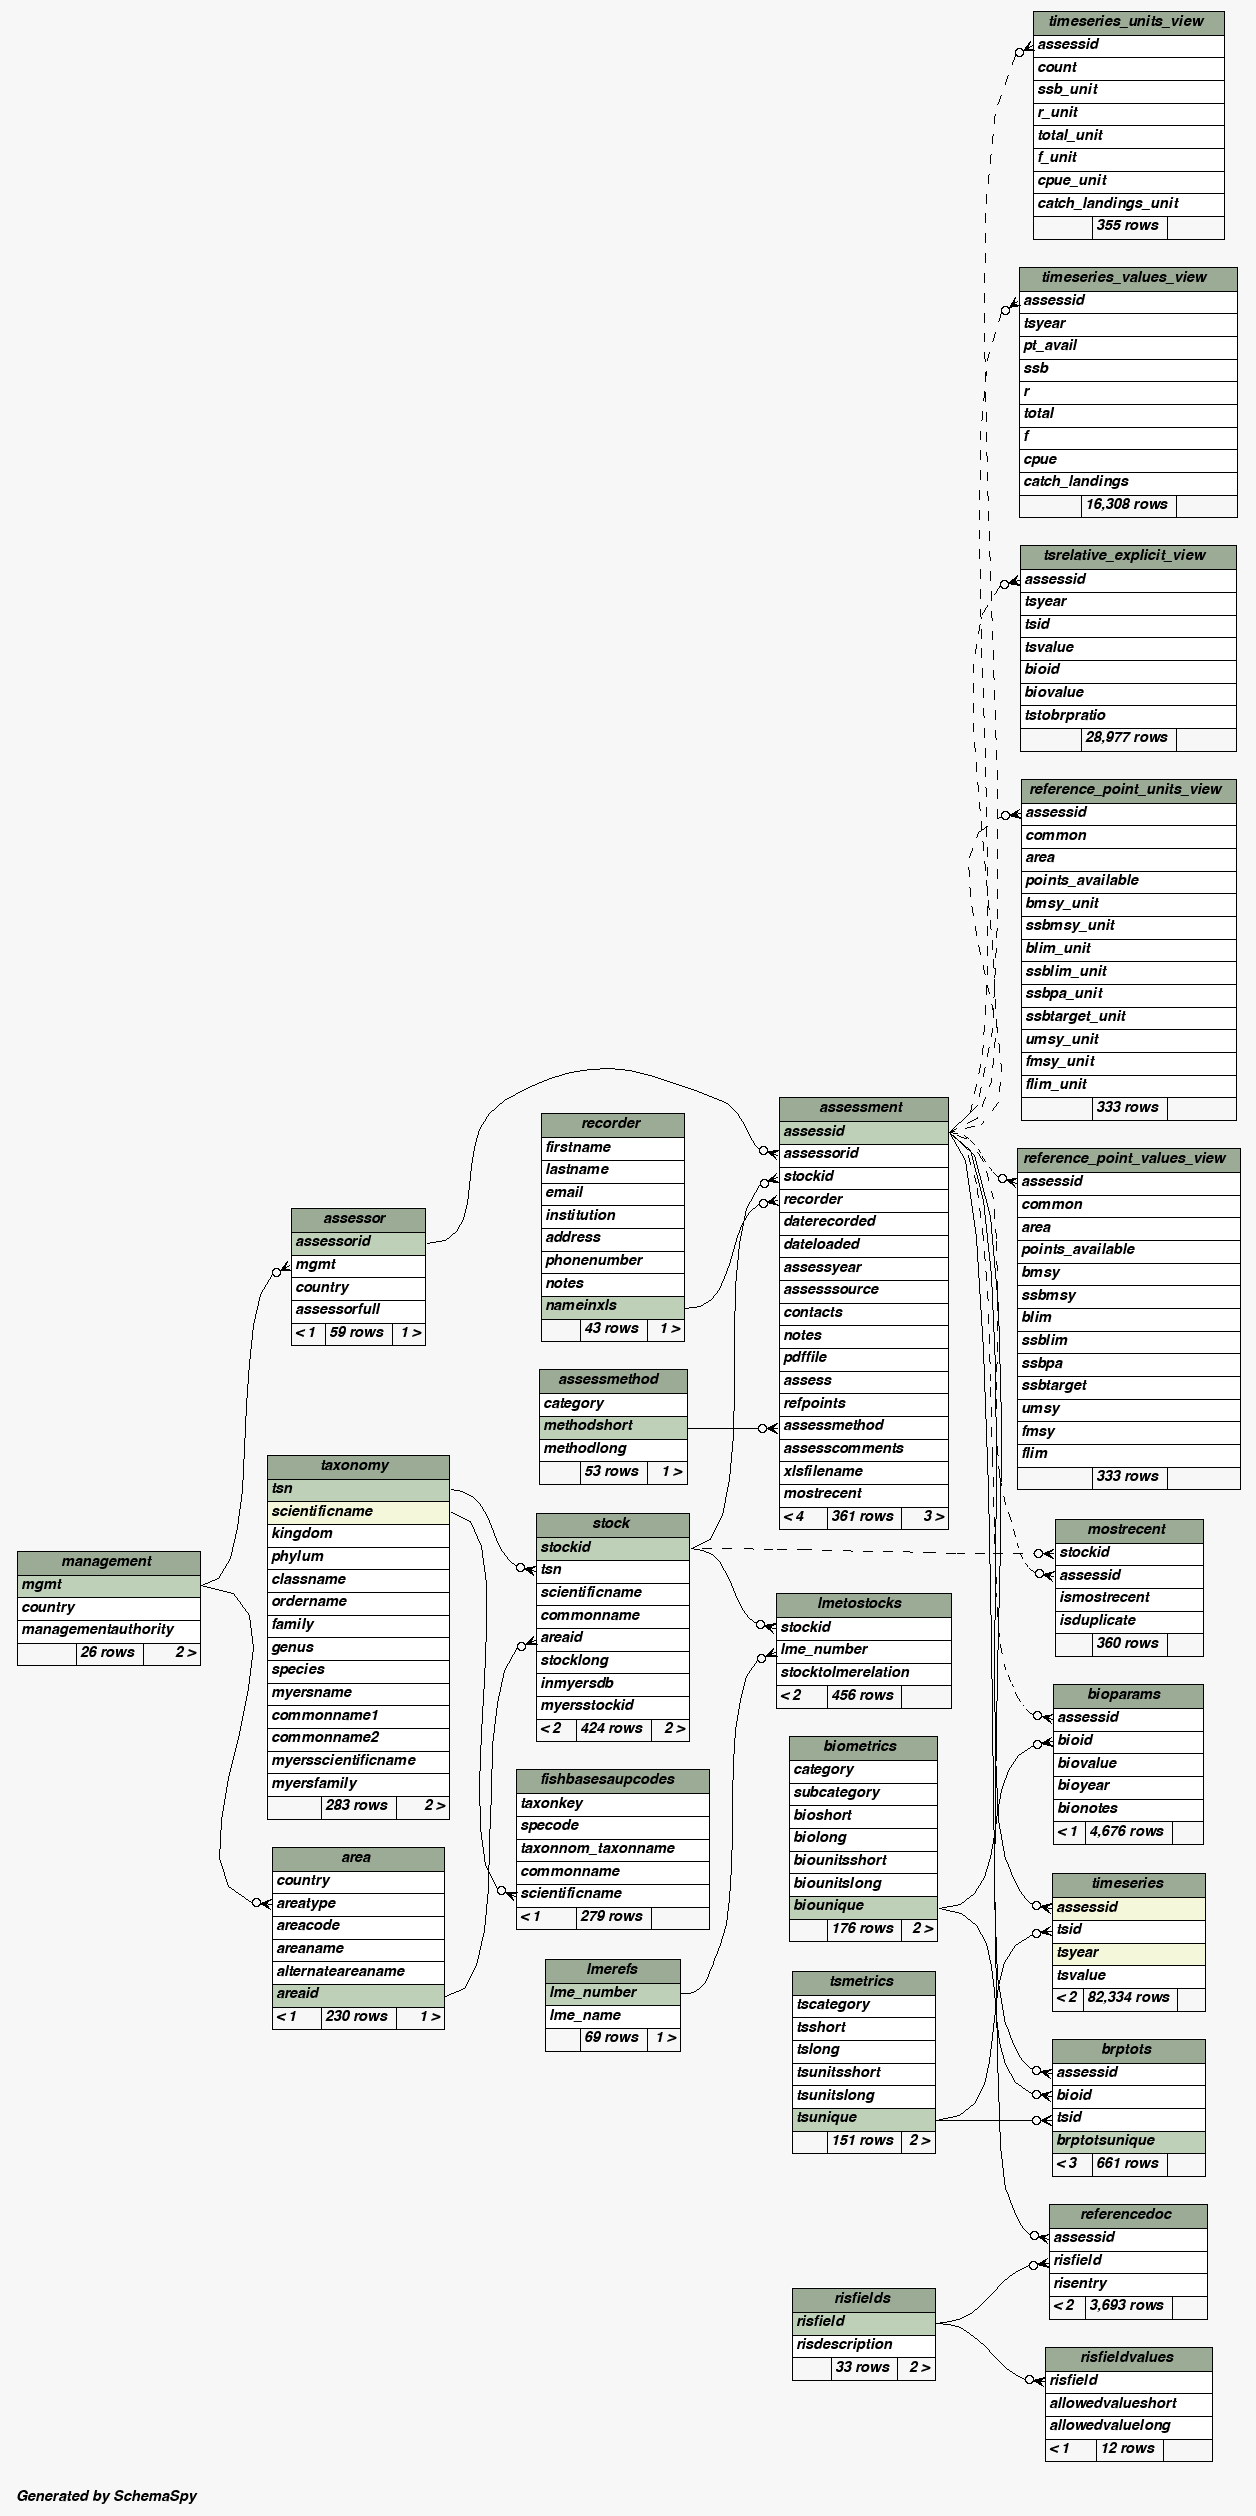 timeseries_units_view
assessid
count
ssb_unit
r_unit
total_unit
f_unit
cpue_unit
catch_landings_unit
355 rows
timeseries_values_view
assessid
tsyear
pt_avail
ssb
r
total
f
cpue
catch_landings
16,308 rows
tsrelative_explicit_view
assessid
tsyear
tsid
tsvalue
bioid
biovalue
tstobrpratio
28,977 rows
reference_point_units_view
assessid
common
area
points_available
bmsy_unit
ssbmsy_unit
blim_unit
ssblim_unit
ssbpa_unit
ssbtarget_unit
umsy_unit
fmsy_unit
flim_unit
333 rows
assessment
assessid
assessorid
stockid
recorder
daterecorded
dateloaded
assessyear
assesssource
contacts
notes
pdffile
assess
refpoints
assessmethod
assesscomments
xlsfilename
mostrecent
< 4 361 rows 3 >
recorder
firstname
lastname
email
institution
address
phonenumber
notes
nameinxls
43 rows 1 >
reference_point_values_view
assessid
common
area
points_available
bmsy
ssbmsy
blim
ssblim
ssbpa
ssbtarget
umsy
fmsy
flim
333 rows
assessor
assessorid
mgmt
country
assessorfull
< 1 59 rows 1 >
assessmethod
category
methodshort
methodlong
53 rows 1 >
taxonomy
tsn
scientificname
kingdom
phylum
classname
ordername
family
genus
species
myersname
commonname1
commonname2
myersscientificname
myersfamily
283 rows 2 >
stock
stockid
tsn
scientificname
commonname
areaid
stocklong
inmyersdb
myersstockid
< 2 424 rows 2 >
mostrecent
stockid
assessid
ismostrecent
isduplicate
360 rows
management
mgmt
country
managementauthority
26 rows 2 >
lmetostocks
stockid
lme_number
stocktolmerelation
< 2 456 rows
bioparams
assessid
bioid
biovalue
bioyear
bionotes
< 1 4,676 rows
biometrics
category
subcategory
bioshort
biolong
biounitsshort
biounitslong
biounique
176 rows 2 >
fishbasesaupcodes
taxonkey
specode
taxonnom_taxonname
commonname
scientificname
< 1 279 rows
area
country
areatype
areacode
areaname
alternateareaname
areaid
< 1 230 rows 1 >
timeseries
assessid
tsid
tsyear
tsvalue
< 2 82,334 rows
lmerefs
lme_number
lme_name
69 rows 1 >
tsmetrics
tscategory
tsshort
tslong
tsunitsshort
tsunitslong
tsunique
151 rows 2 >
brptots
assessid
bioid
tsid
brptotsunique
< 3 661 rows
referencedoc
assessid
risfield
risentry
< 2 3,693 rows
risfields
risfield
risdescription
33 rows 2 >
risfieldvalues
risfield
allowedvalueshort
allowedvaluelong
< 1 12 rows
Generated by SchemaSpy